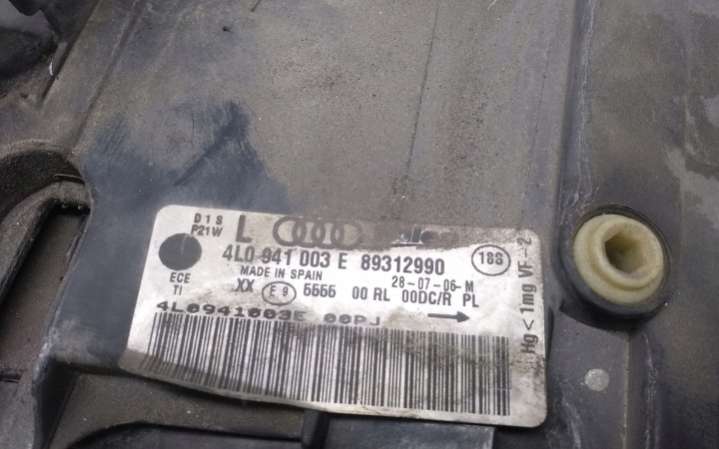 D1S
P21W
L
4L0 941 003 E 89312990
18S
MADE IN SPAIN
28-07-06-M
ECE
TI
XX E9 5555 00 RL 00DC/R PL
4L0941003E 00PJ
Hg < 1mg VF-2